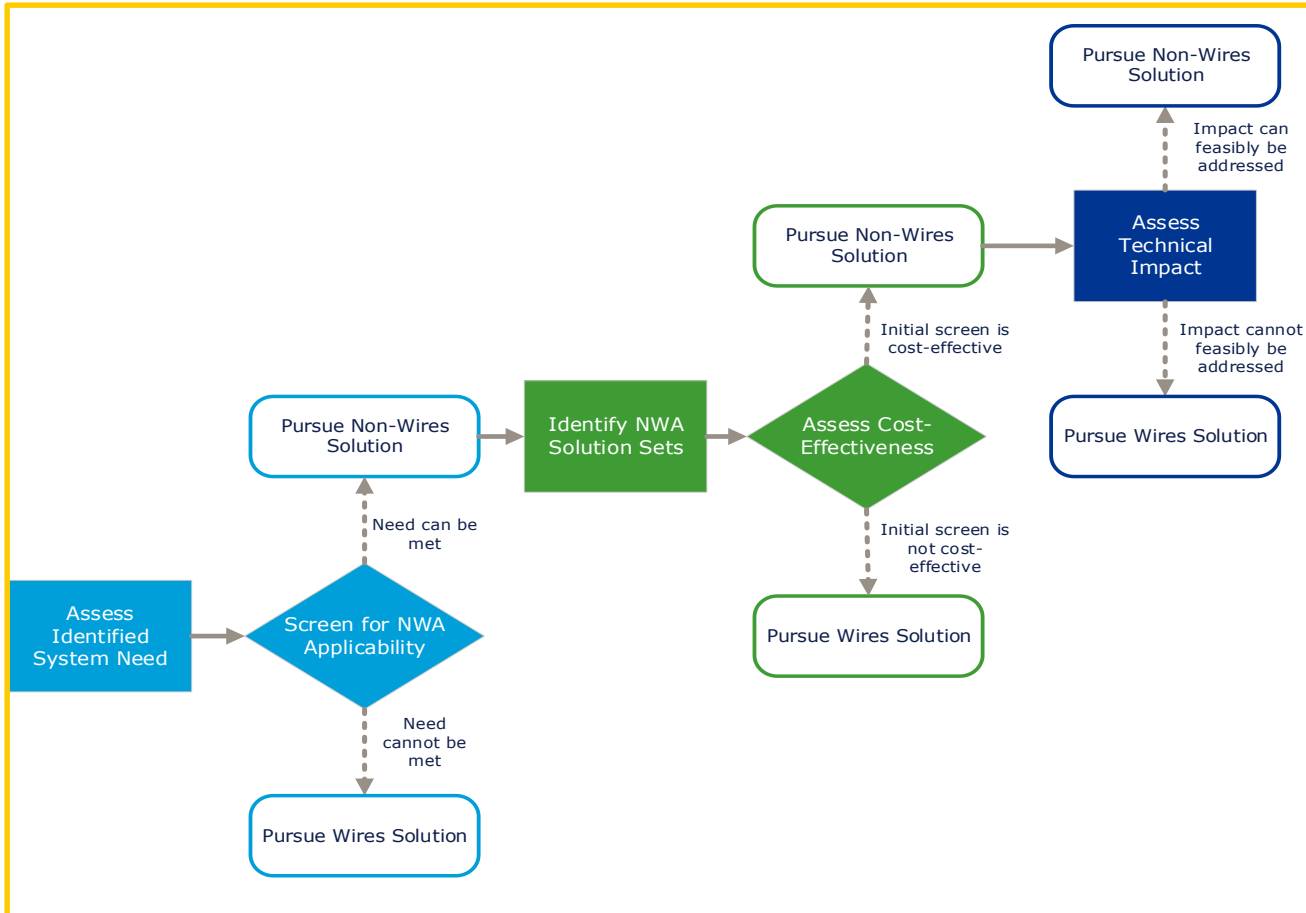 Assess
Identified
System Need
Screen for NWA
Applicability
Need can be
met
Pursue Non-Wires
Solution
Need
cannot be
met
Pursue Wires Solution
Identify NWA
Solution Sets
Assess Cost-
Effectiveness
Initial screen is
cost-effective
Pursue Non-Wires
Solution
Initial screen is
not cost-
effective
Pursue Wires Solution
Assess
Technical
Impact
Impact can
feasibly be
addressed
Pursue Non-Wires
Solution
Impact cannot
feasibly be
addressed
Pursue Wires Solution